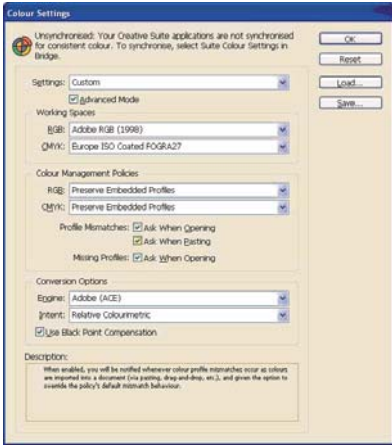 Colour Settings
Unsynchronised: Your Creative Suite applications are not synchronised
for consistent colour. To synchronise, select Suite Colour Settings in
Bridge.
OK
Reset
Load...
Save...
Settings: Custom
Advanced Mode
Working Spaces
RGB: Adobe RGB (1998)
CMYK: Europe ISO Coated FOGRA27
Colour Management Policies
RGB: Preserve Embedded Profiles
CMYK: Preserve Embedded Profiles
Profile Mismatches: Ask When Opening
Ask When Pasting
Missing Profiles: Ask When Opening
Conversion Options
Engine: Adobe (ACE)
Intent: Relative Colourimetric
Use Black Point Compensation
Description:
When enabled, you will be notified whenever colour profile mismatches occur as colours
are imported into a document (via pasting, drag-and-drop, etc.), and given the option to
override the policy's default mismatch behaviour.